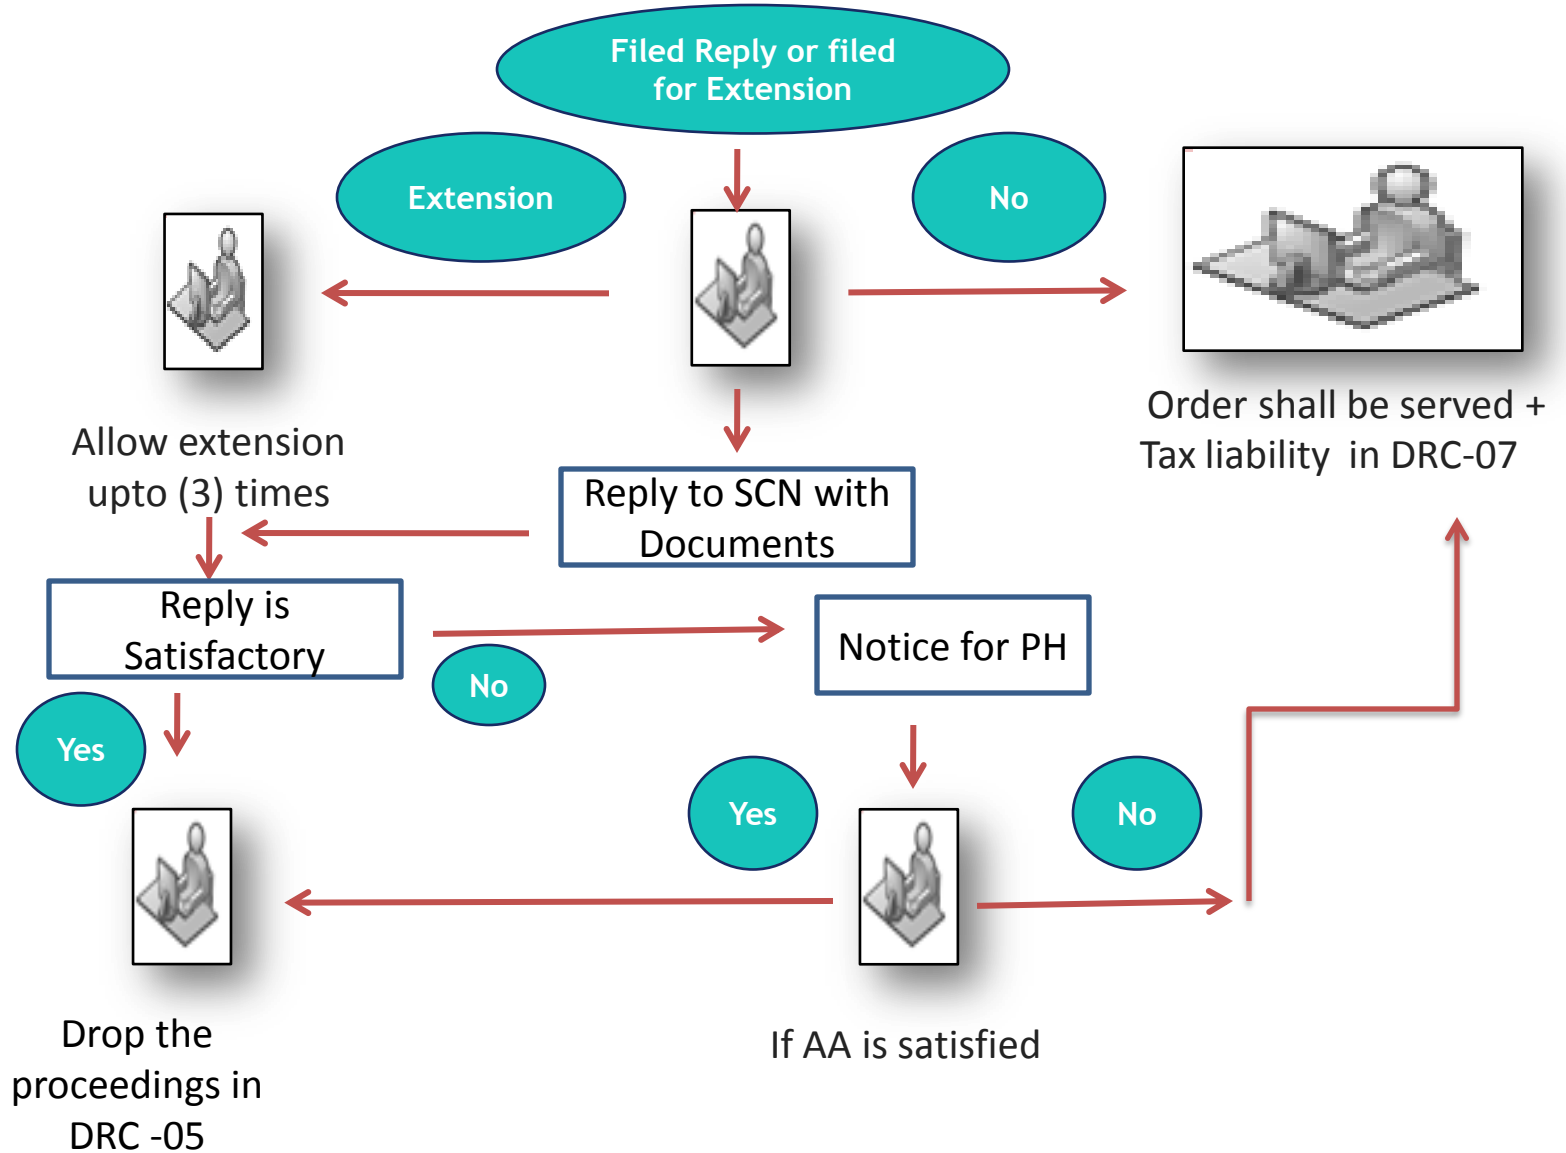 Filed Reply or filed
for Extension
Extension
No
Order shall be served +
Tax liability in DRC-07
Allow extension
upto (3) times
Reply to SCN with
Documents
Reply is
Satisfactory
No
Notice for PH
Yes
Yes
No
If AA is satisfied
Drop the
proceedings in
DRC -05